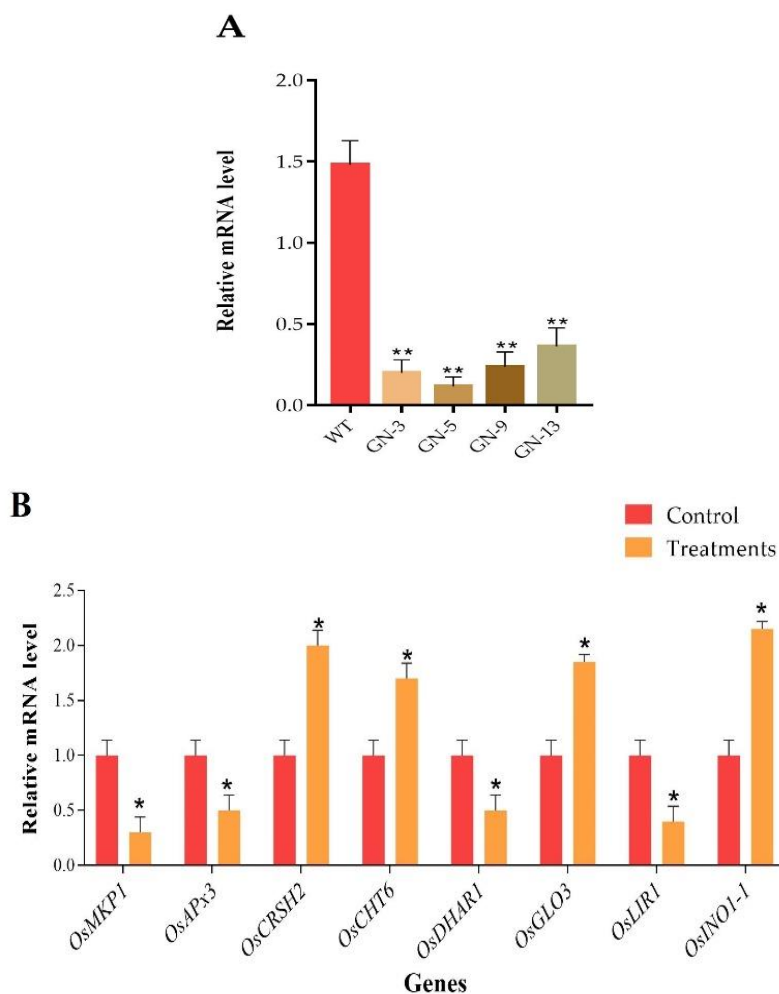 A
Relative mRNA level
2.0
1.5
1.0
0.5
0.0
**
**
**
**
WT
GN-3
GN-5
GN-9
GN-13
B
Control
Treatments
Relative mRNA level
2.5
2.0
1.5
1.0
0.5
0.0
*
*
*
*
*
*
*
*
OsMKP1
OsAPx3
OsCRSH2
OsCHT6
OsDHAR1
OsGLO3
OsLIR1
OsINO1-1
Genes